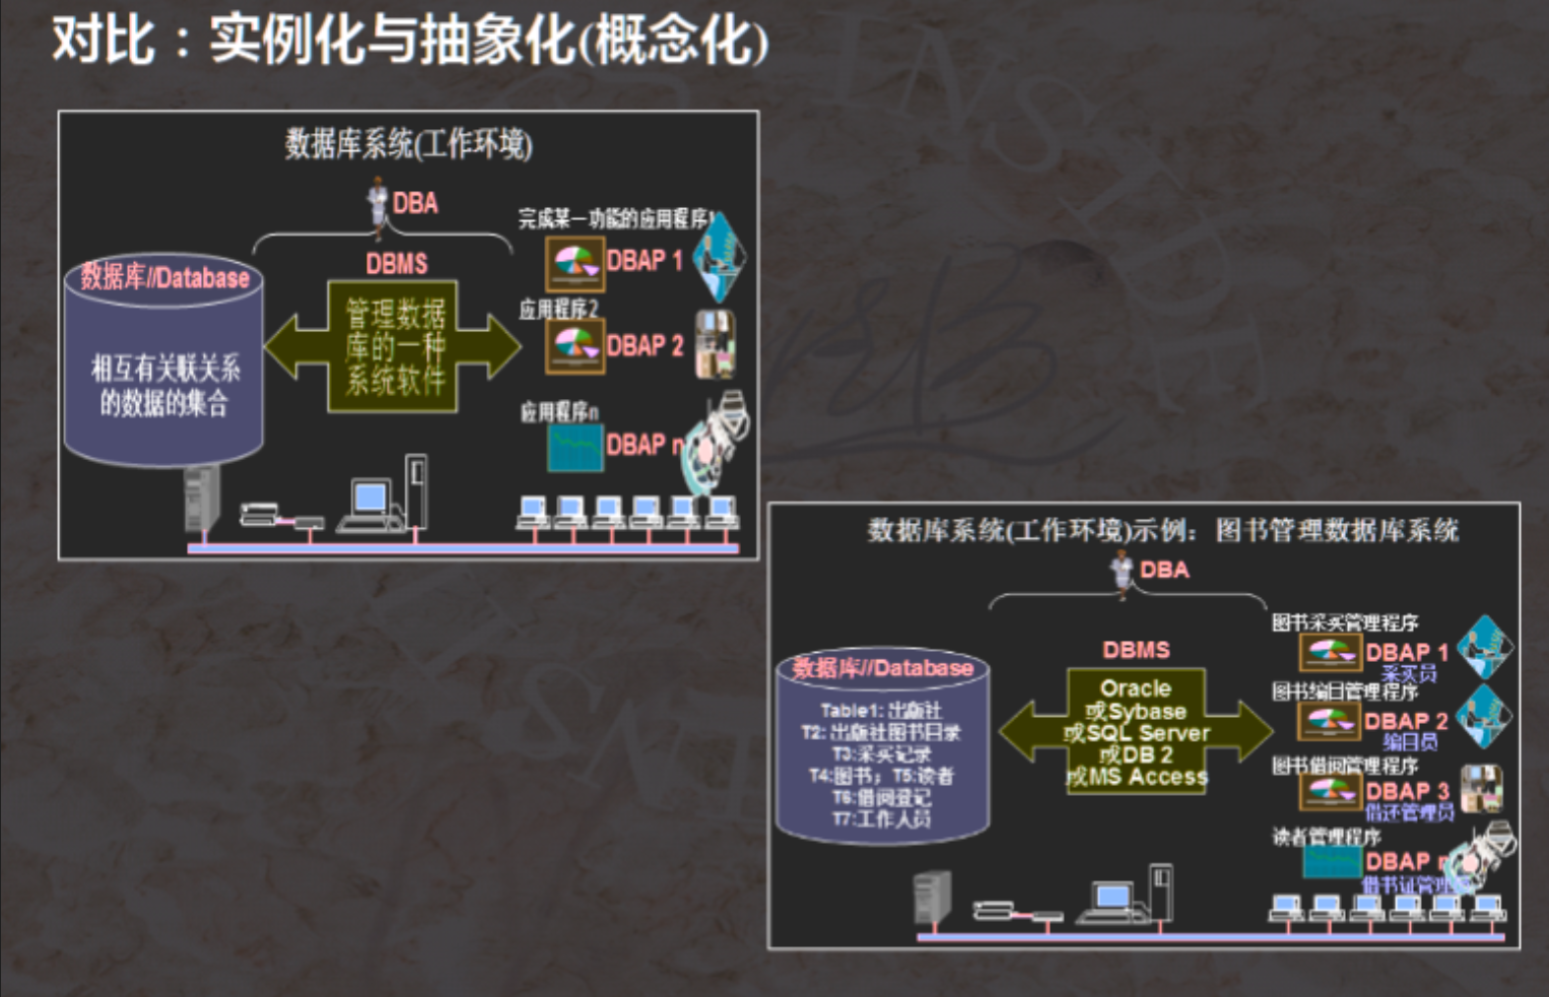 对比：实例化与抽象化(概念化)
数据库系统(工作环境)
DBA
DBMS
数据库//Database
相互有关联关系
的数据的集合
管理数据
库的一种
系统软件
完成某一功能的应用程序1
DBAP 1
应用程序2
DBAP 2
应用程序n
DBAP n
数据库系统(工作环境)示例：图书管理数据库系统
DBA
DBMS
数据库//Database
Table1: 出版社
T2: 出版社图书目录
T3:采买记录
T4:图书；T5:读者
T6:借阅登记
T7:工作人员
Oracle
或Sybase
或SQL Server
或DB 2
或MS Access
图书采买管理程序
DBAP 1
采买员
图书编目管理程序
DBAP 2
编目员
图书借阅管理程序
DBAP 3
借还管理员
读者管理程序
DBAP n
借书证管理员